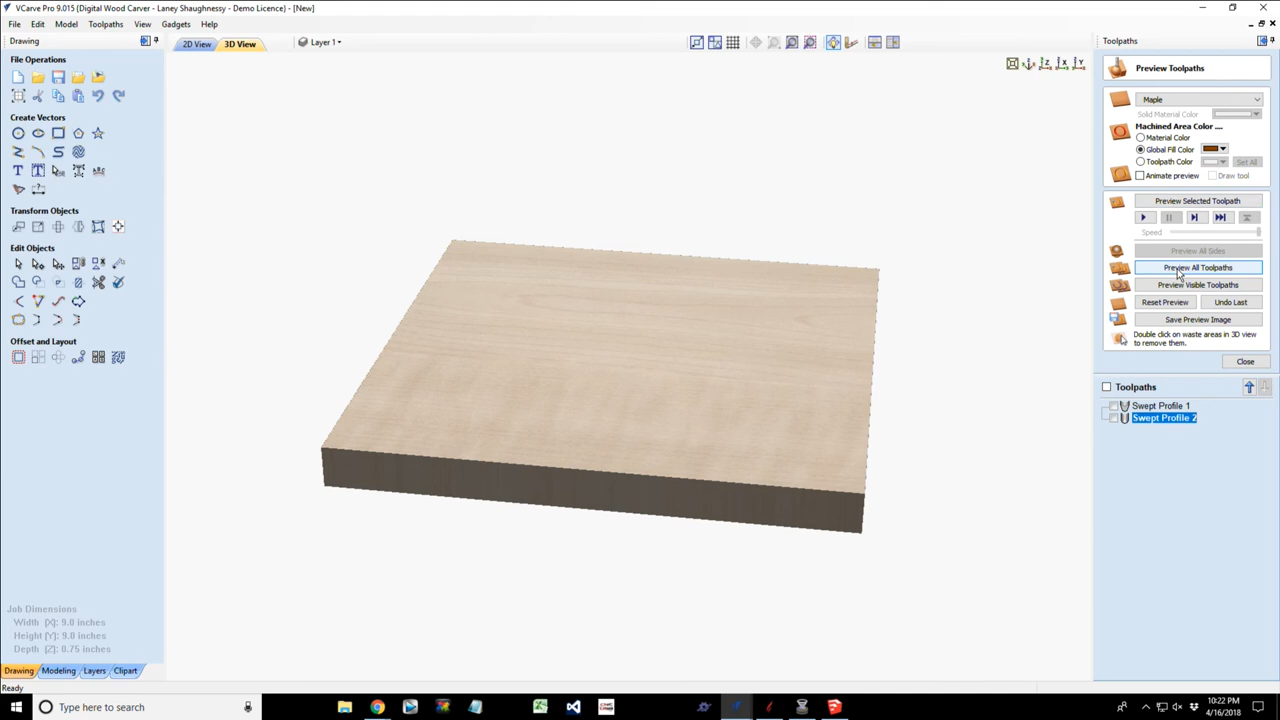 VCarve Pro 9.015 {Digital Wood Carver - Laney Shaughnessy - Demo Licence} - [New]
File Edit Model Toolpaths View Gadgets Help
Drawing
2D View 3D View Layer 1
Toolpaths
File Operations
Create Vectors
Transform Objects
Edit Objects
Offset and Layout
Job Dimensions
Width (X): 9.0 inches
Height (Y): 9.0 inches
Depth (Z): 0.75 inches
Drawing Modeling Layers Clipart
Ready
Z X Y
Preview Toolpaths
Maple
Solid Material Color
Machined Area Color ....
Material Color
Global Fill Color
Toolpath Color Set All
Animate preview Draw tool
Preview Selected Toolpath
Speed
Preview All Sides
Preview All Toolpaths
Preview Visible Toolpaths
Reset Preview Undo Last
Save Preview Image
Double click on waste areas in 3D view
to remove them.
Close
Toolpaths
Swept Profile 1
Swept Profile 2
Type here to search
10:22 PM
4/16/2018